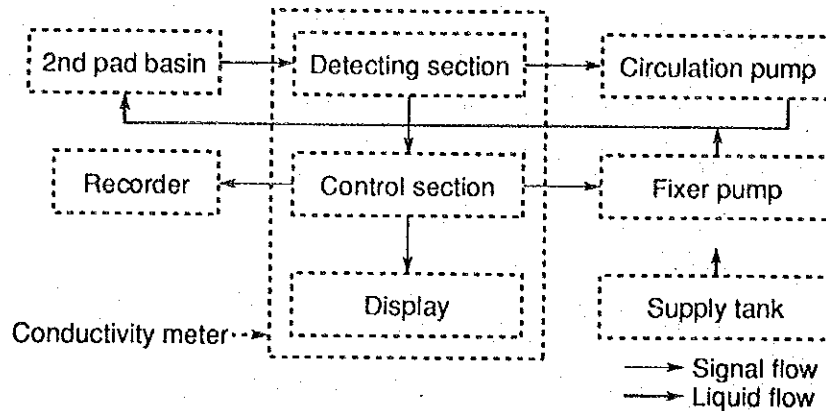 2nd pad basin
Detecting section
Circulation pump
Recorder
Control section
Fixer pump
Display
Supply tank
Conductivity meter
Signal flow
Liquid flow